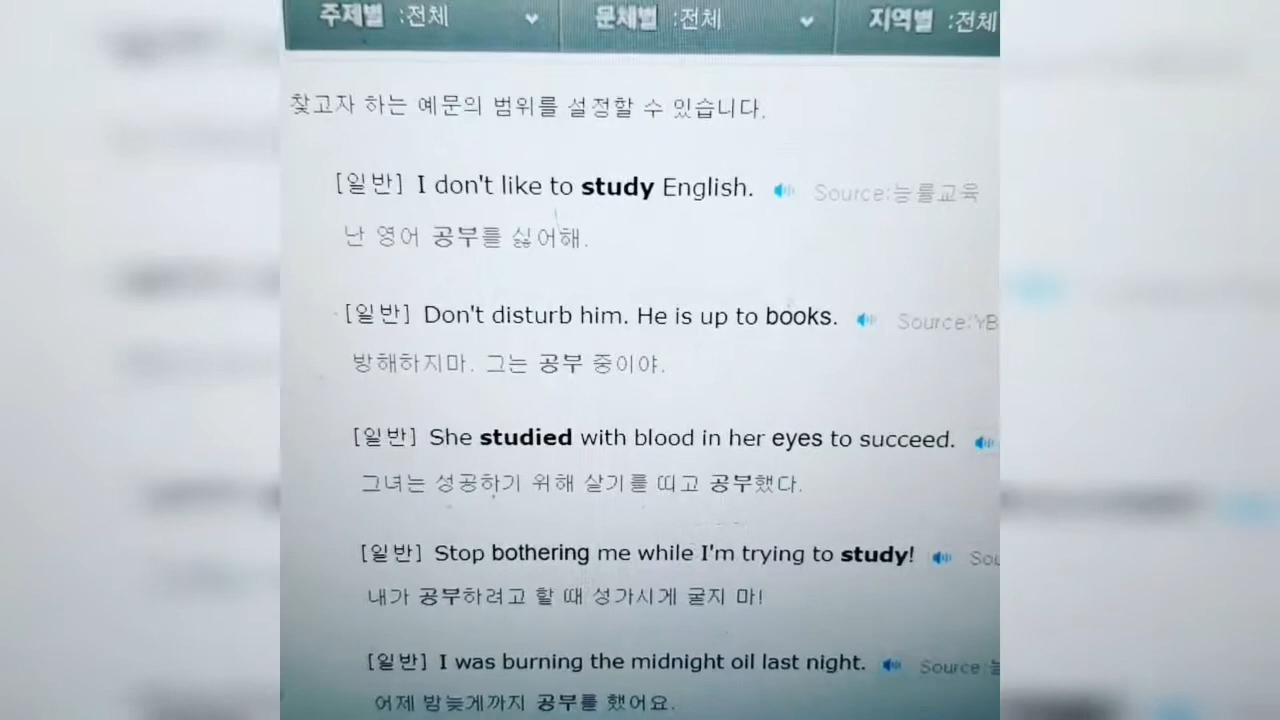 주제별 :전체 문체별 :전체 지역별 :전체
찾고자 하는 예문의 범위를 설정할 수 있습니다.
[일반] I don't like to study English. Source:능률교육
난 영어 공부를 싫어해.
[일반] Don't disturb him. He is up to books. Source:YB
방해하지마. 그는 공부 중이야.
[일반] She studied with blood in her eyes to succeed.
그녀는 성공하기 위해 살기를 띠고 공부했다.
[일반] Stop bothering me while I'm trying to study! Sou
내가 공부하려고 할 때 성가시게 굴지 마!
[일반] I was burning the midnight oil last night. Source:
어제 밤늦게까지 공부를 했어요.